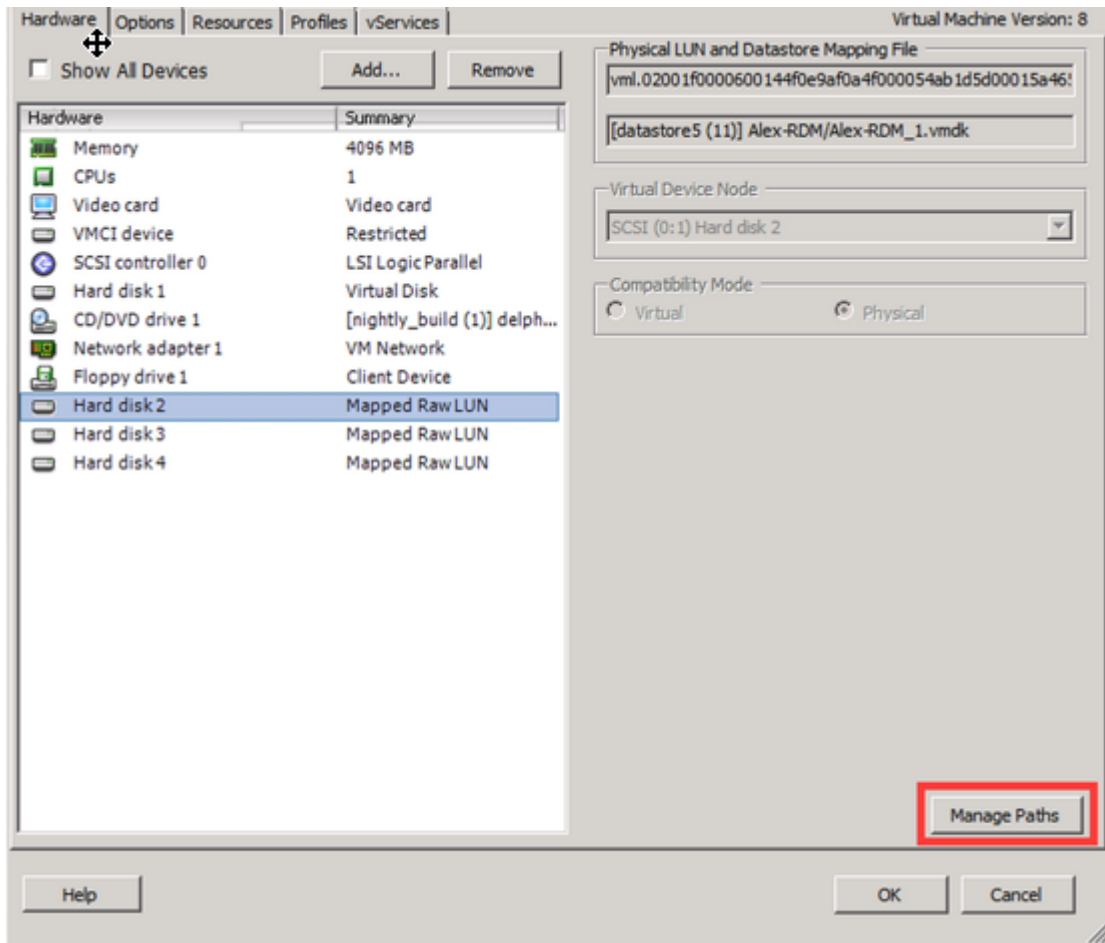 Hardware Options Resources Profiles vServices Virtual Machine Version: 8
Show All Devices Add... Remove
Hardware Summary
Memory 4096 MB
CPUs 1
Video card Video card
VMCI device Restricted
SCSI controller 0 LSI Logic Parallel
Hard disk 1 Virtual Disk
CD/DVD drive 1 [nightly_build (1)] delph...
Network adapter 1 VM Network
Floppy drive 1 Client Device
Hard disk 2 Mapped Raw LUN
Hard disk 3 Mapped Raw LUN
Hard disk 4 Mapped Raw LUN
Physical LUN and Datastore Mapping File
vml.02001f0000600144f0e9af0a4f000054ab1d5d00015a46
[datastore5 (11)] Alex-RDM/Alex-RDM_1.vmdk
Virtual Device Node
SCSI (0:1) Hard disk 2
Compatibility Mode
Virtual Physical
Manage Paths
Help OK Cancel